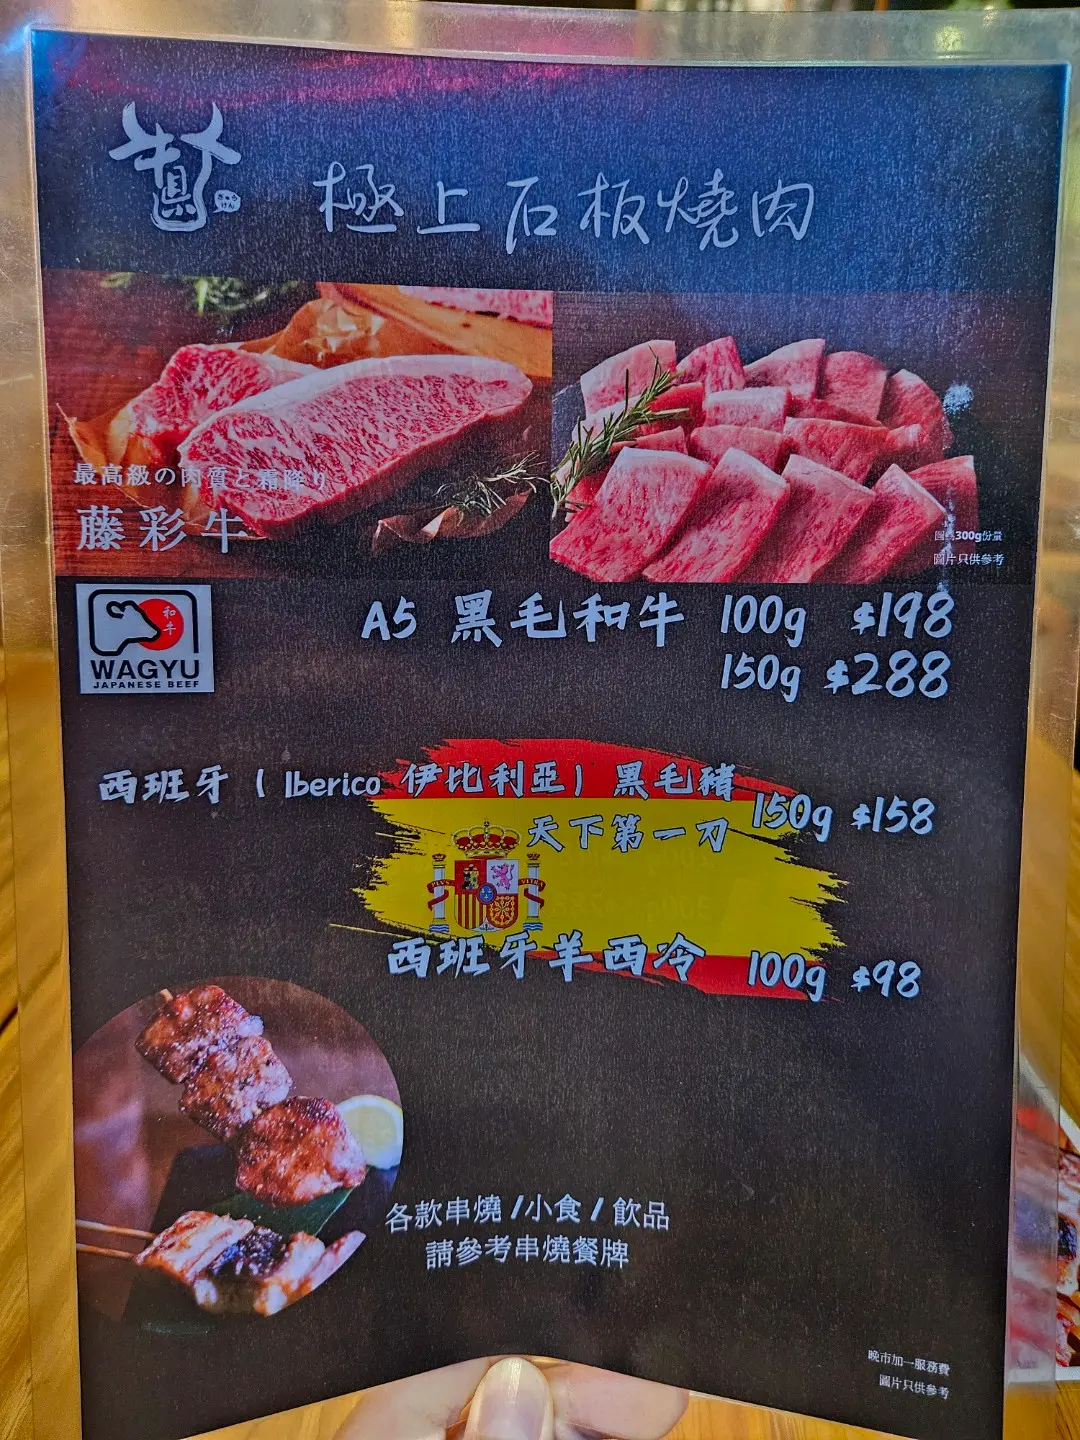 極上石板燒肉
最高級の肉質と霜降り
藤彩牛
300g份量
圖片只供參考
和牛
WAGYU
JAPANESE BEEF
A5 黑毛和牛 100g $198
150g $288
西班牙 ( Iberico 伊比利亞) 黑毛豬 150g $158
天下第一刀
西班牙羊西冷 100g $98
各款串燒 /小食 / 飲品
請參考串燒餐牌
晚市加一服務費
圖片只供參考